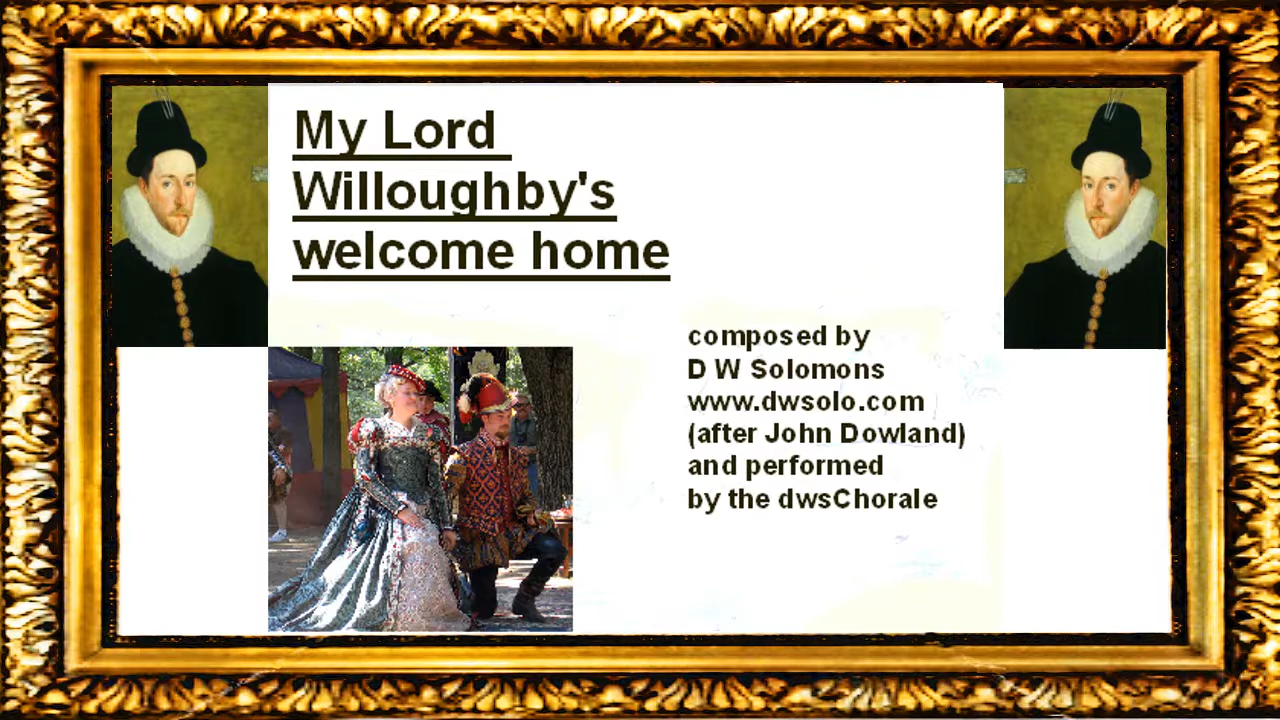 My Lord
Willoughby's
welcome home
composed by
D W Solomons
www.dwsolo.com
(after John Dowland)
and performed
by the dwsChorale